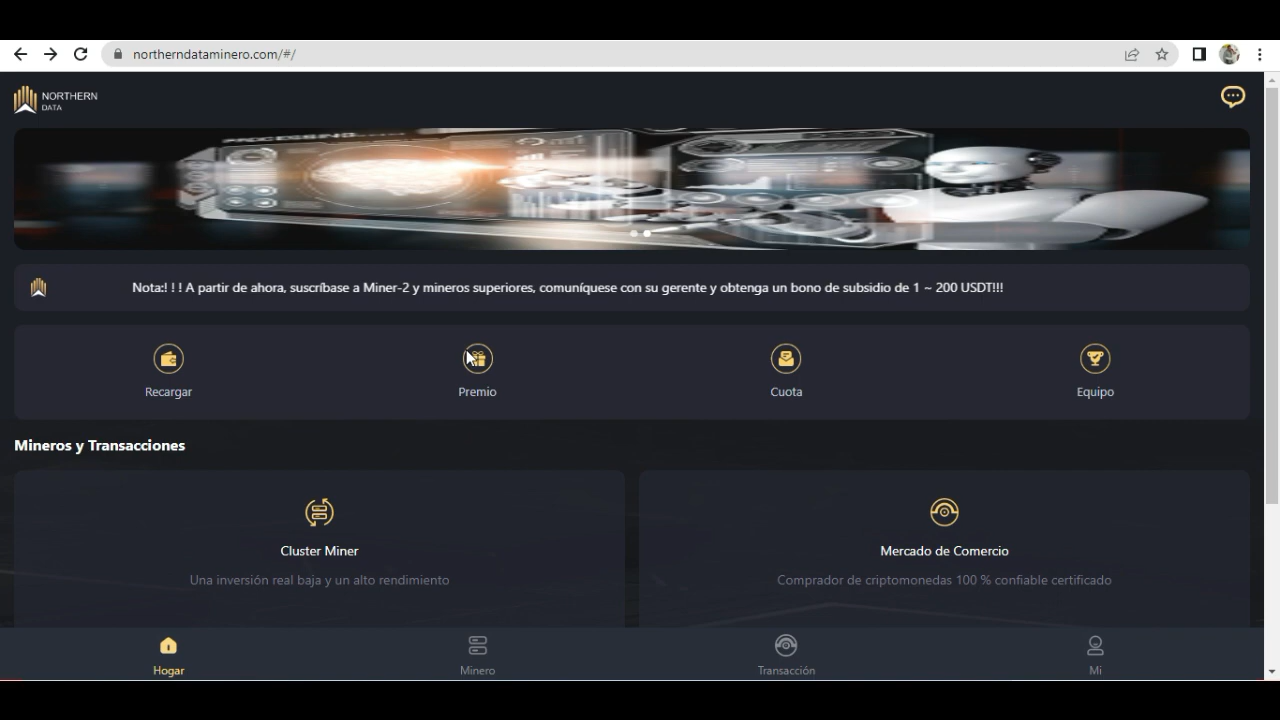 northerndataminero.com/#/
NORTHERN
DATA
Nota:! ! ! A partir de ahora, suscríbase a Miner-2 y mineros superiores, comuníquese con su gerente y obtenga un bono de subsidio de 1 ~ 200 USDT!!!
Recargar
Premio
Cuota
Equipo
Mineros y Transacciones
Cluster Miner
Mercado de Comercio
Una inversión real baja y un alto rendimiento
Comprador de criptomonedas 100 % confiable certificado
Hogar
Minero
Transacción
Mi